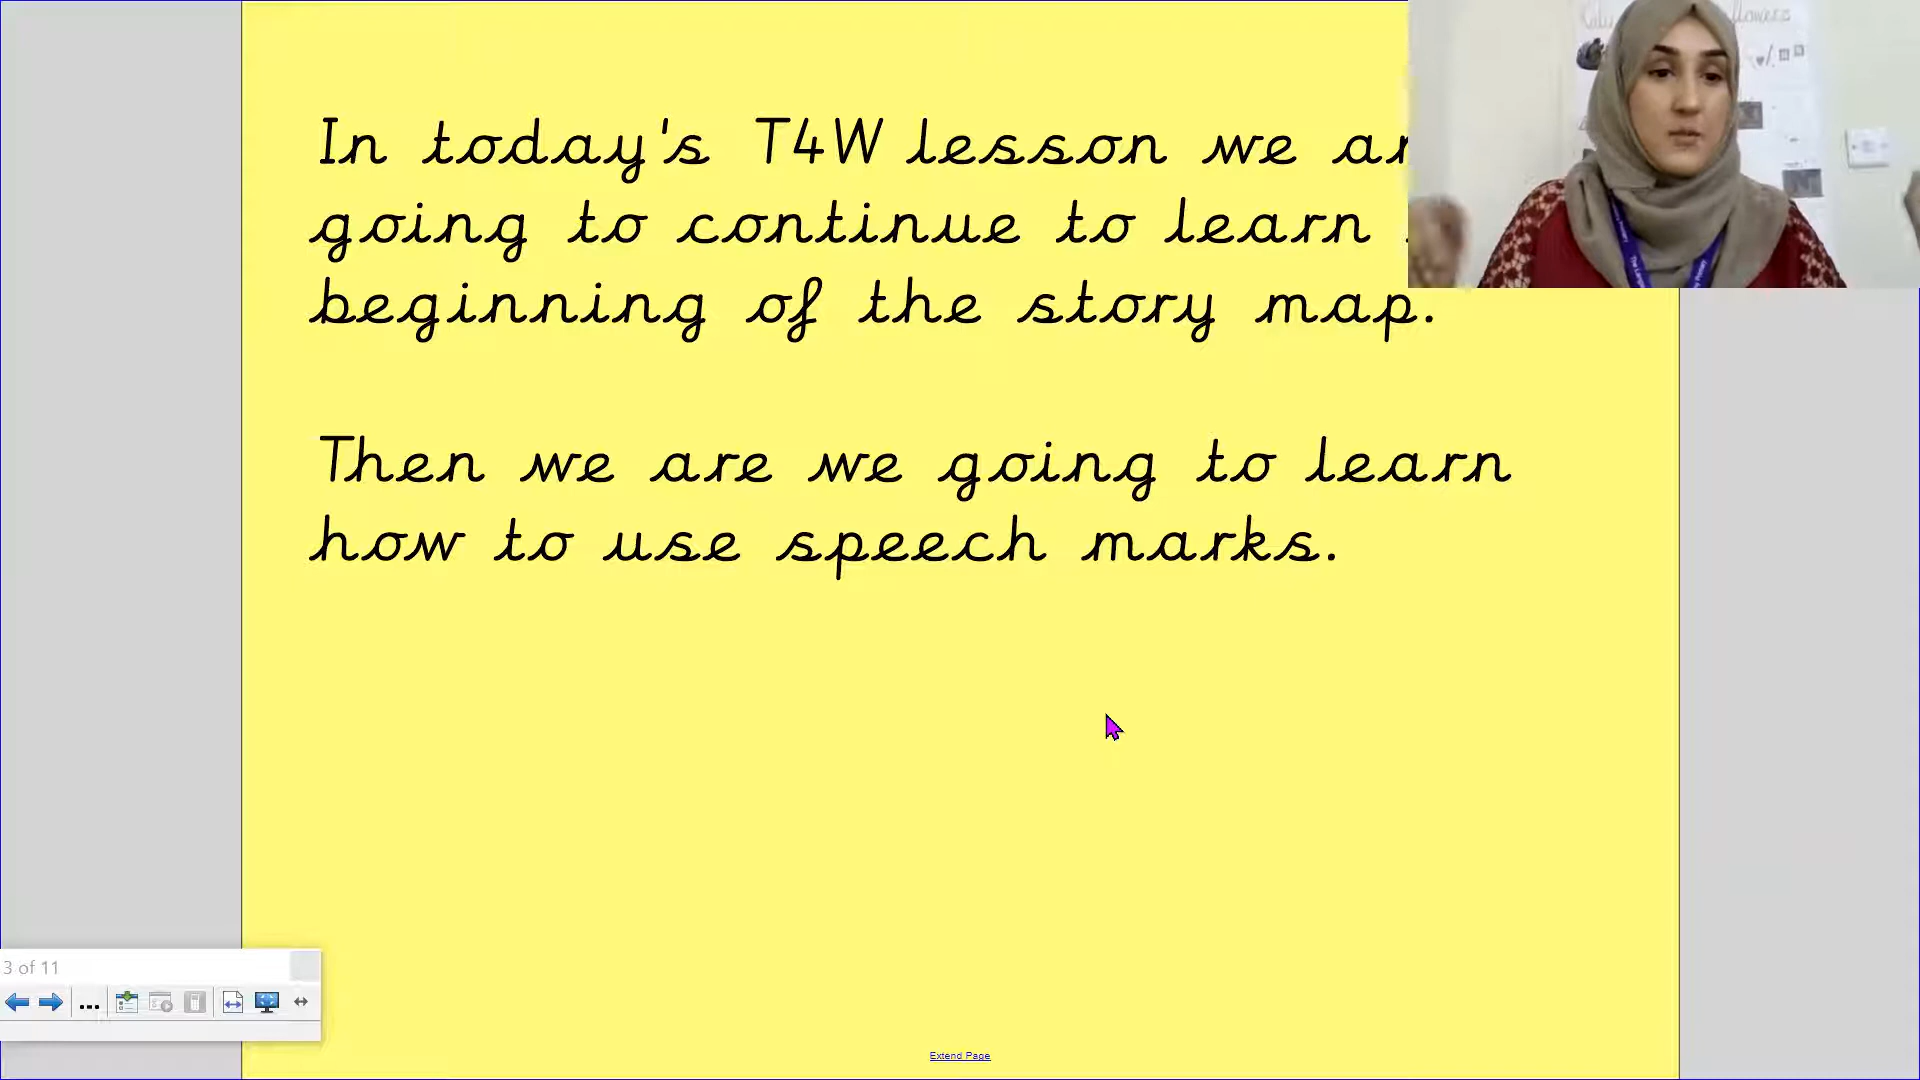 In today's T4W lesson we
going to continue to learn
beginning of the story map.
Then we are we going to learn
how to use speech marks.
3 of 11
Extend Page